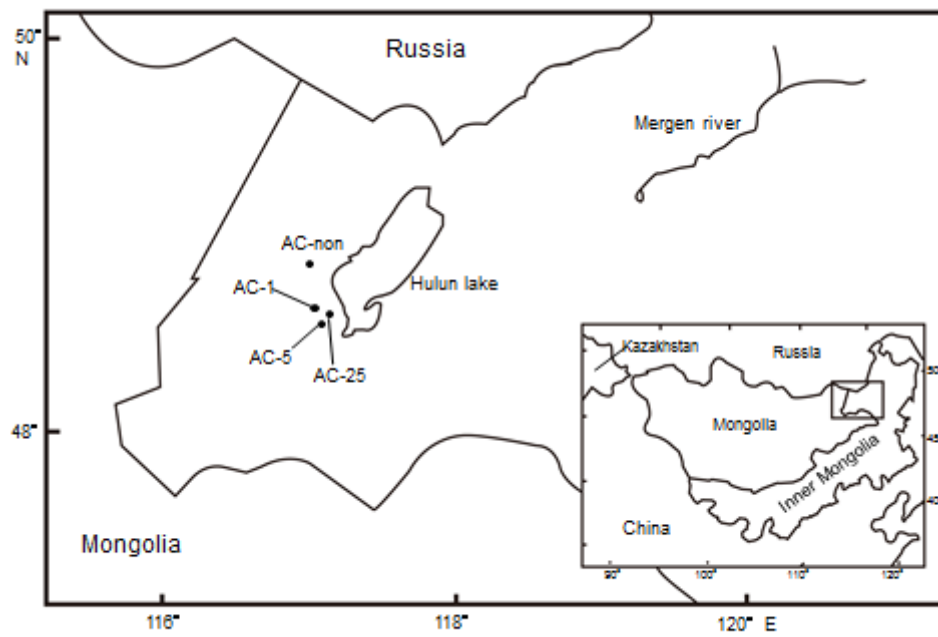 50°
N
Russia
Mergen river
AC-non
AC-1
Hulun lake
AC-5
AC-25
48°
Mongolia
116°
118°
120° E
Kazakhstan
Russia
50°
Mongolia
45°
Inner Mongolia
40°
China
90°
100°
110°
120°